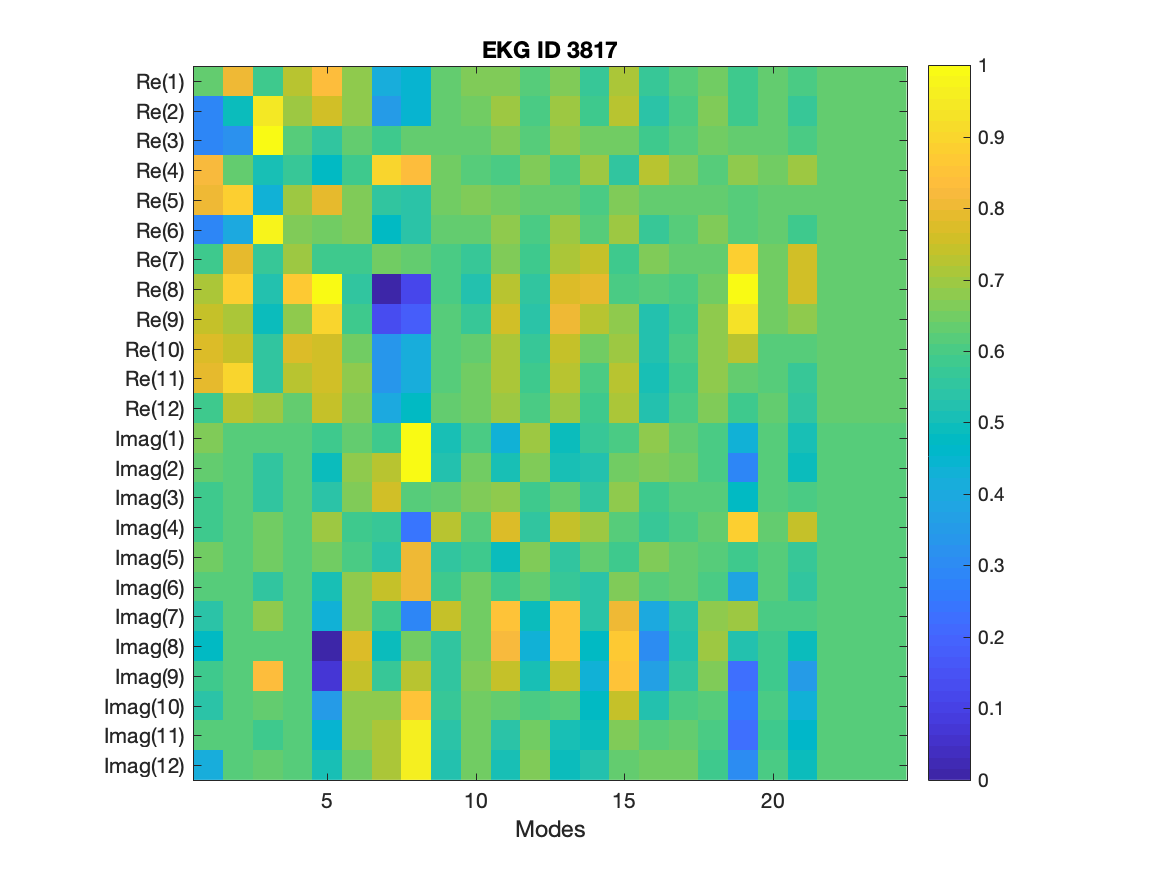 EKG ID 3817
Re(1)
Re(2)
Re(3)
Re(4)
Re(5)
Re(6)
Re(7)
Re(8)
Re(9)
Re(10)
Re(11)
Re(12)
Imag(1)
Imag(2)
Imag(3)
Imag(4)
Imag(5)
Imag(6)
Imag(7)
Imag(8)
Imag(9)
Imag(10)
Imag(11)
Imag(12)
5 10 15 20
Modes
1
0.9
0.8
0.7
0.6
0.5
0.4
0.3
0.2
0.1
0